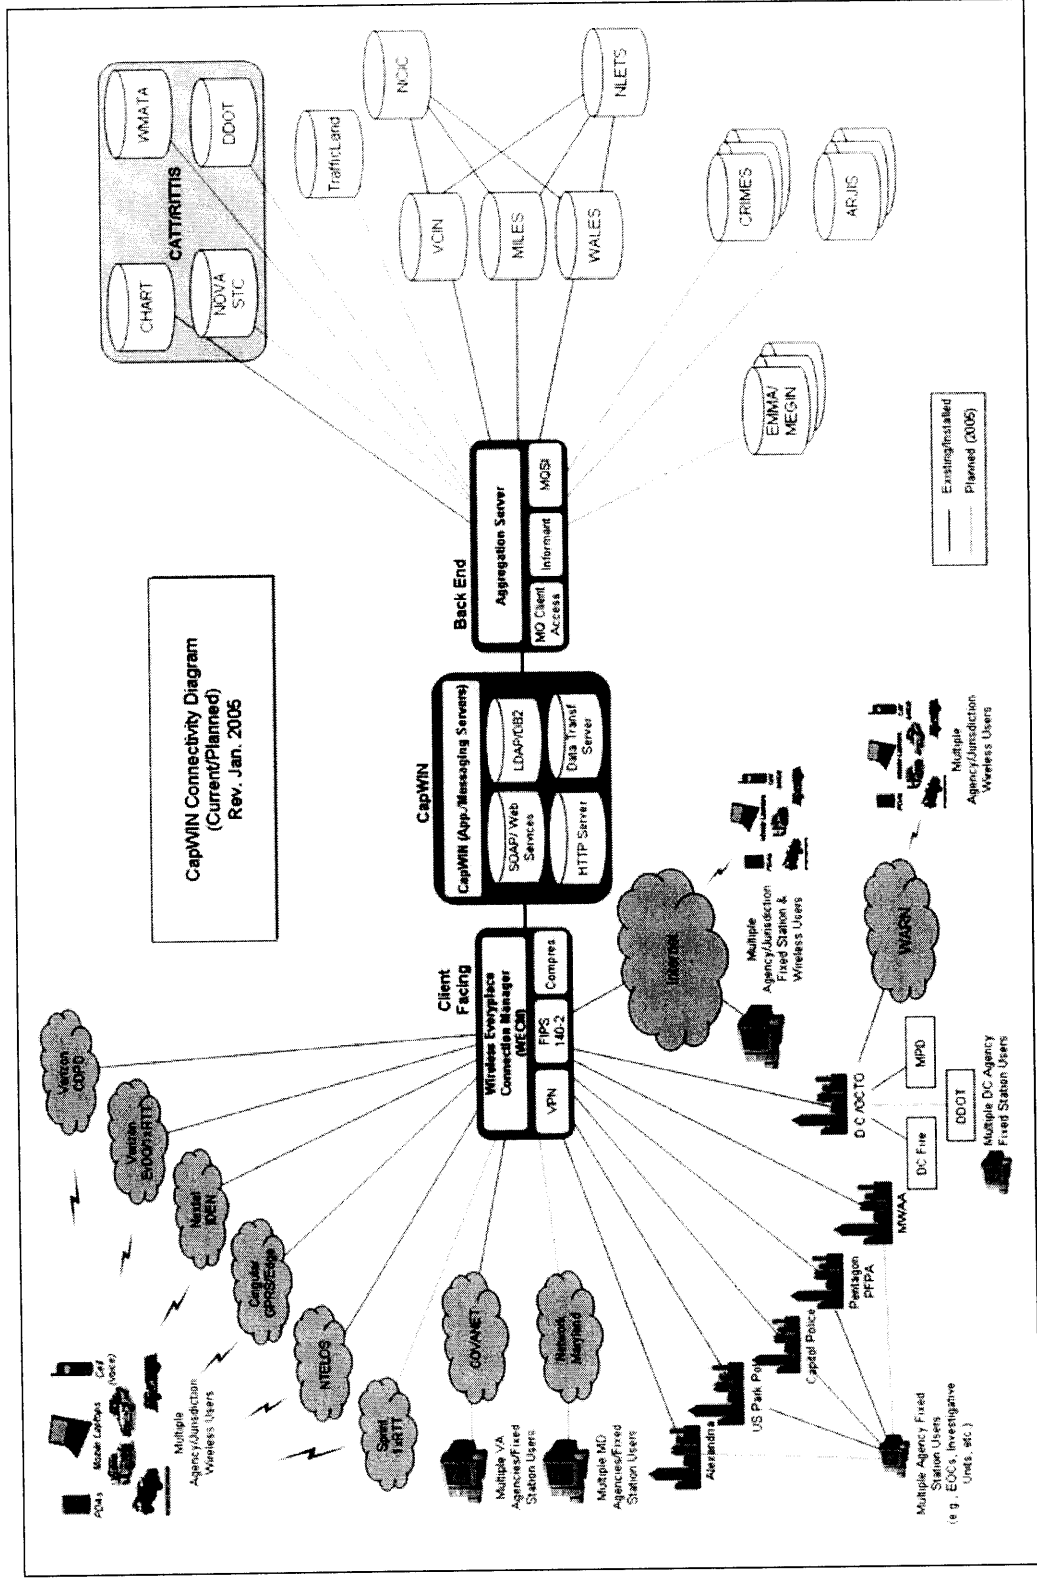 CapWIN Connectivity Diagram
(Current/Planned)
Rev. Jan. 2005
PDAs
Mobile Laptops
Cell
(Voice)
Multiple
Agency/Jurisdiction
Wireless Users
Verizon
CDPD
Verizon
EvDO/1xRTT
Nextel
iDEN
Cingular
GPRS/Edge
NTELOS
Sprint
1xRTT
COVANET
Network
Maryland
Multiple VA
Agencies/Fixed
Station Users
Multiple MD
Agencies/Fixed
Station Users
Alexandria
US Park Pol
Capitol Police
Pentagon
PFPA
MWAA
Multiple Agency Fixed
Station Users
(e.g., EOCs, Investigative
Units, etc.)
DC /OCTO
DC Fire
DDOT
MPD
Multiple DC Agency
Fixed Station Users
WARN
Multiple
Agency/Jurisdiction
Wireless Users
Internet
Multiple
Agency/Jurisdiction
Fixed Station &
Wireless Users
Client
Facing
Wireless Everyplace
Connection Manager
(WECM)
VPN
FIPS
140-2
Compres
CapWIN
CapWIN (App./Messaging Servers)
SOAP/ Web
Services
LDAP/DB2
HTTP Server
Data Transf
Server
Back End
Aggregation Server
MQ Client
Access
Informant
MQSI
CHART
WMATA
CATT/RITIS
NOVA
STC
DDOT
TrafficLand
NCIC
VCIN
MILES
WALES
NLETS
CRIMES
ARJIS
EMMA/
MEGIN
Existing/Installed
Planned (2005)